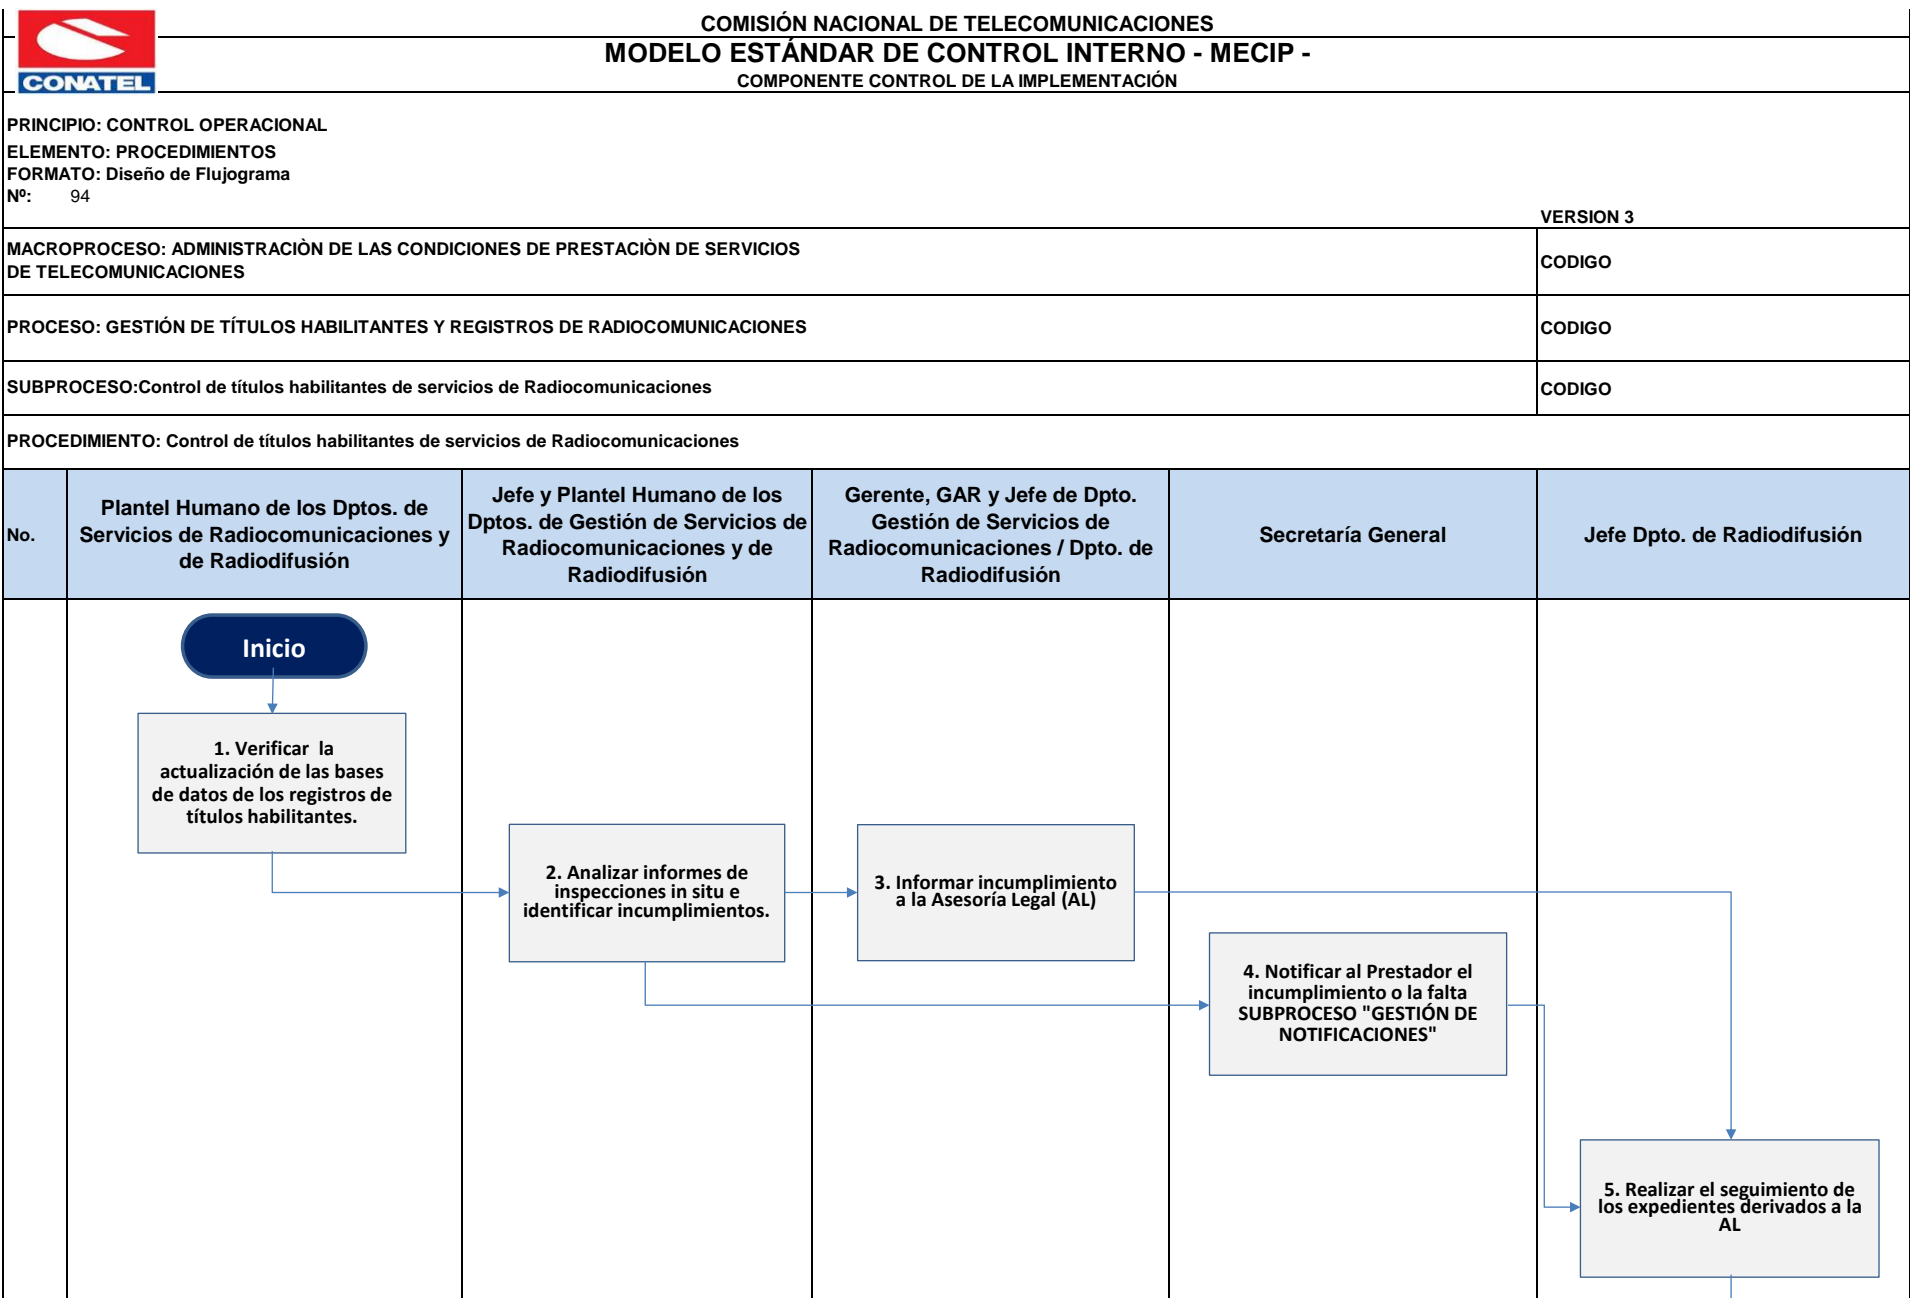 CONATEL
COMISIÓN NACIONAL DE TELECOMUNICACIONES
MODELO ESTÁNDAR DE CONTROL INTERNO - MECIP -
COMPONENTE CONTROL DE LA IMPLEMENTACIÓN
PRINCIPIO: CONTROL OPERACIONAL
ELEMENTO: PROCEDIMIENTOS
FORMATO: Diseño de Flujograma
Nº: 94
VERSION 3
MACROPROCESO: ADMINISTRACIÒN DE LAS CONDICIONES DE PRESTACIÒN DE SERVICIOS
DE TELECOMUNICACIONES
CODIGO
PROCESO: GESTIÓN DE TÍTULOS HABILITANTES Y REGISTROS DE RADIOCOMUNICACIONES
CODIGO
SUBPROCESO:Control de títulos habilitantes de servicios de Radiocomunicaciones
CODIGO
PROCEDIMIENTO: Control de títulos habilitantes de servicios de Radiocomunicaciones
No.
Plantel Humano de los Dptos. de
Servicios de Radiocomunicaciones y
de Radiodifusión
Jefe y Plantel Humano de los
Dptos. de Gestión de Servicios de
Radiocomunicaciones y de
Radiodifusión
Gerente, GAR y Jefe de Dpto.
Gestión de Servicios de
Radiocomunicaciones / Dpto. de
Radiodifusión
Secretaría General
Jefe Dpto. de Radiodifusión
Inicio
1. Verificar la
actualización de las bases
de datos de los registros de
títulos habilitantes.
2. Analizar informes de
inspecciones in situ e
identificar incumplimientos.
3. Informar incumplimiento
a la Asesoría Legal (AL)
4. Notificar al Prestador el
incumplimiento o la falta
SUBPROCESO "GESTIÓN DE
NOTIFICACIONES"
5. Realizar el seguimiento de
los expedientes derivados a la
AL